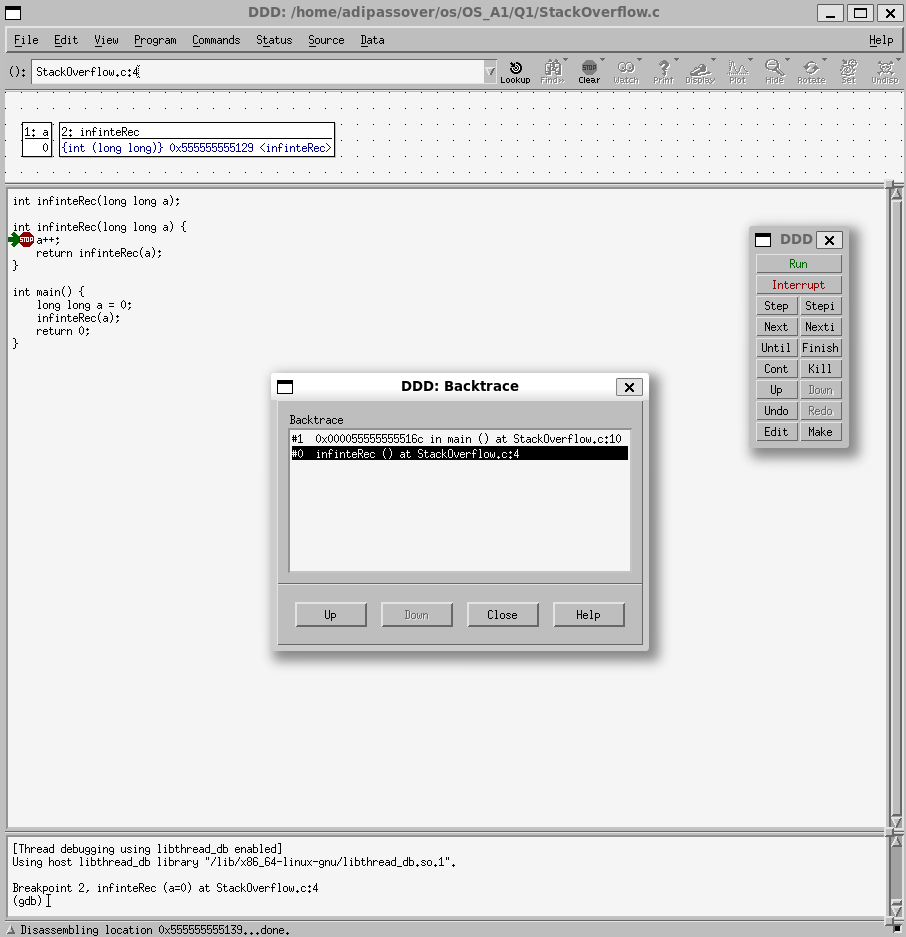 DDD: /home/adipassover/os/OS_A1/Q1/StackOverflow.c
File Edit View Program Commands Status Source Data Help
(): StackOverflow.c:4
Lookup Find>> Clear Watch Print Display Plot Hide Rotate Set Undisp
1: a
0
2: infinteRec
{int (long long)} 0x555555555129 <infinteRec>
int infinteRec(long long a);
int infinteRec(long long a) {
STOP a++;
return infinteRec(a);
}
int main() {
long long a = 0;
infinteRec(a);
return 0;
}
DDD
Run
Interrupt
Step Stepi
Next Nexti
Until Finish
Cont Kill
Up Down
Undo Redo
Edit Make
DDD: Backtrace
Backtrace
#1 0x000055555555516c in main () at StackOverflow.c:10
#0 infinteRec () at StackOverflow.c:4
Up Down Close Help
[Thread debugging using libthread_db enabled]
Using host libthread_db library "/lib/x86_64-linux-gnu/libthread_db.so.1".
Breakpoint 2, infinteRec (a=0) at StackOverflow.c:4
(gdb)
Disassembling location 0x555555555139...done.